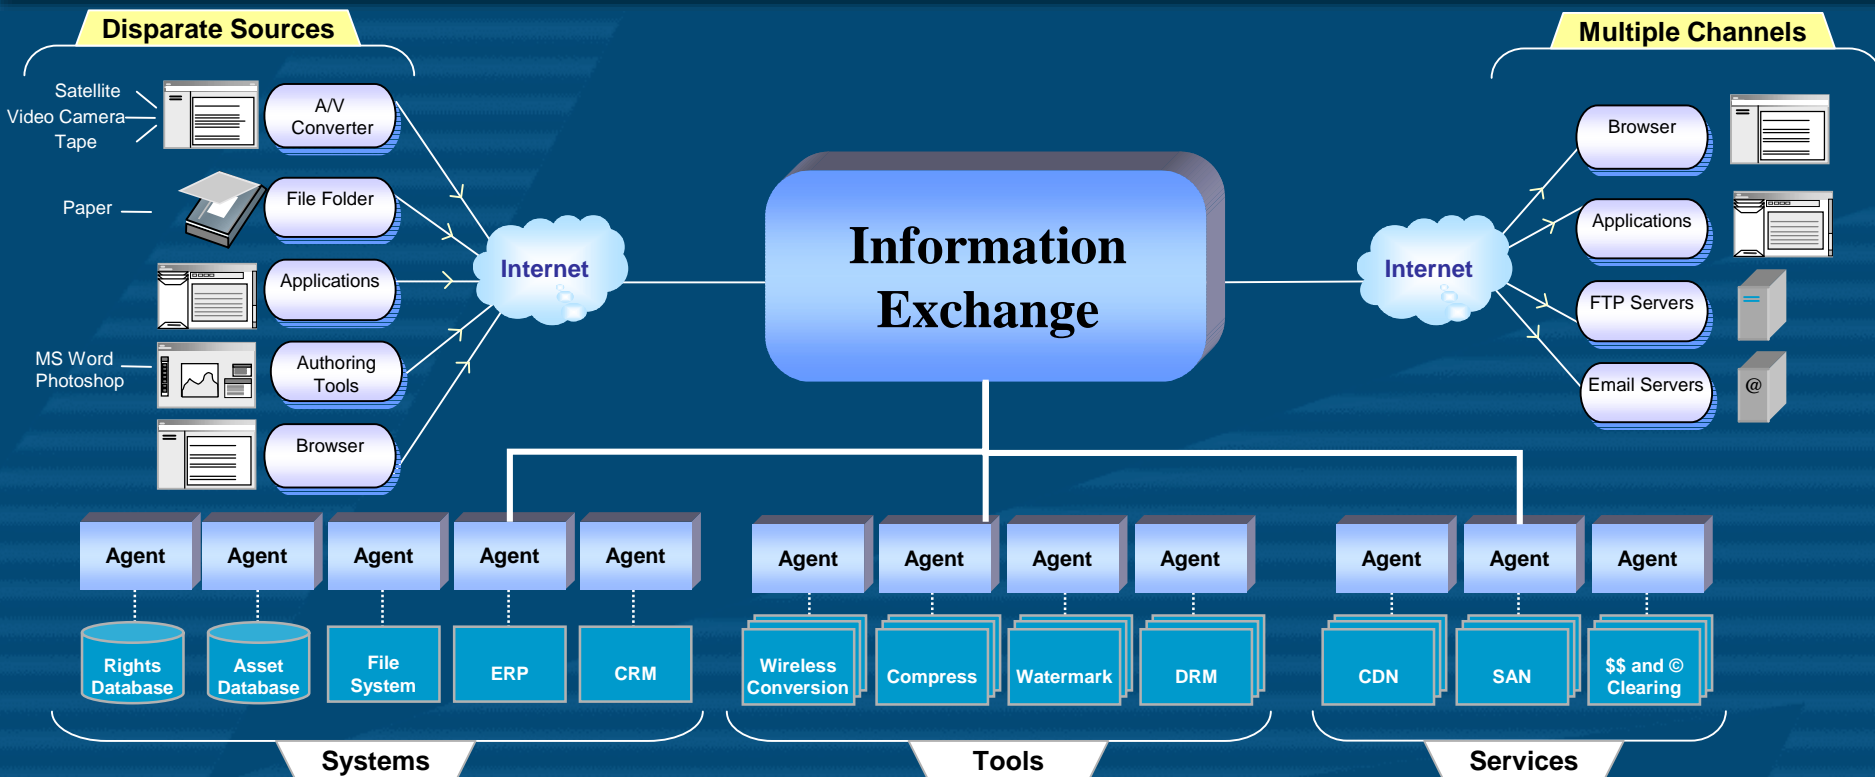 Disparate Sources
Multiple Channels
Satellite
Video Camera
Tape
A/V
Converter
Paper
File Folder
Applications
MS Word
Photoshop
Authoring
Tools
Browser
Internet
Information
Exchange
Internet
Browser
Applications
FTP Servers
Email Servers
@
Agent
Agent
Agent
Agent
Agent
Agent
Agent
Agent
Agent
Agent
Agent
Agent
Rights
Database
Asset
Database
File
System
ERP
CRM
Wireless
Conversion
Compress
Watermark
DRM
CDN
SAN
$$ and ©
Clearing
Systems
Tools
Services